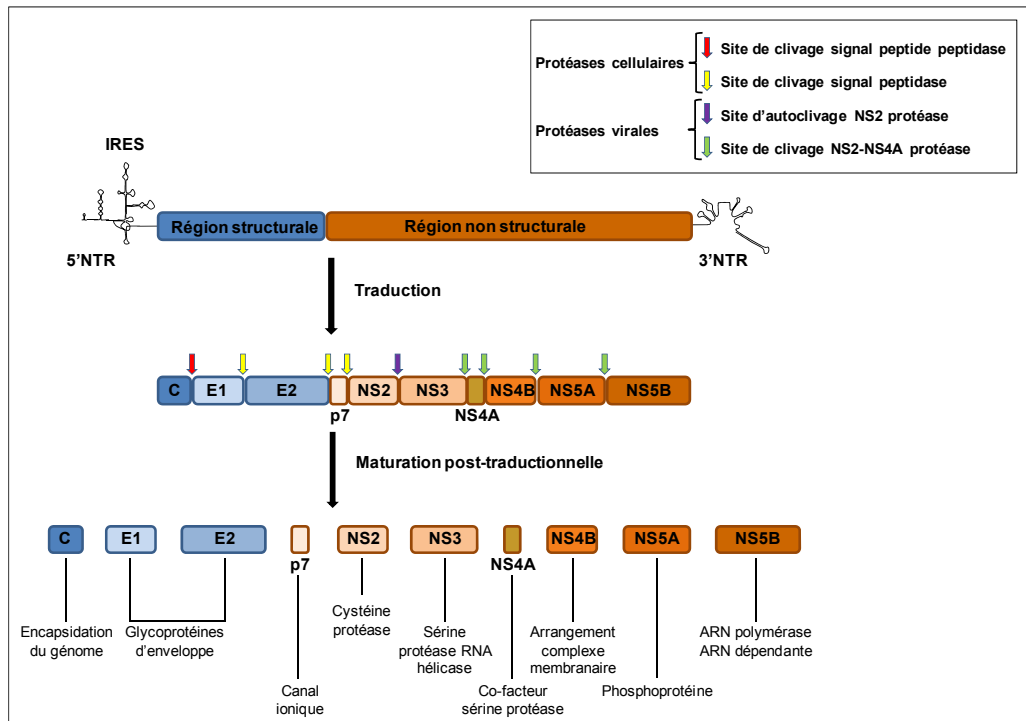 Protéases cellulaires
Site de clivage signal peptide peptidase
Site de clivage signal peptidase
Protéases virales
Site d'autoclivage NS2 protéase
Site de clivage NS2-NS4A protéase
IRES
Région structurale
Région non structurale
5'NTR
3'NTR
Traduction
C
E1
E2
p7
NS2
NS3
NS4A
NS4B
NS5A
NS5B
Maturation post-traductionnelle
C
E1
E2
p7
NS2
NS3
NS4A
NS4B
NS5A
NS5B
Encapsidation
du génome
Glycoprotéines
d'enveloppe
Canal
ionique
Cystéine
protéase
Sérine
protéase RNA
hélicase
Co-facteur
sérine protéase
Arrangement
complexe
membranaire
Phosphoprotéine
ARN polymérase
ARN dépendante